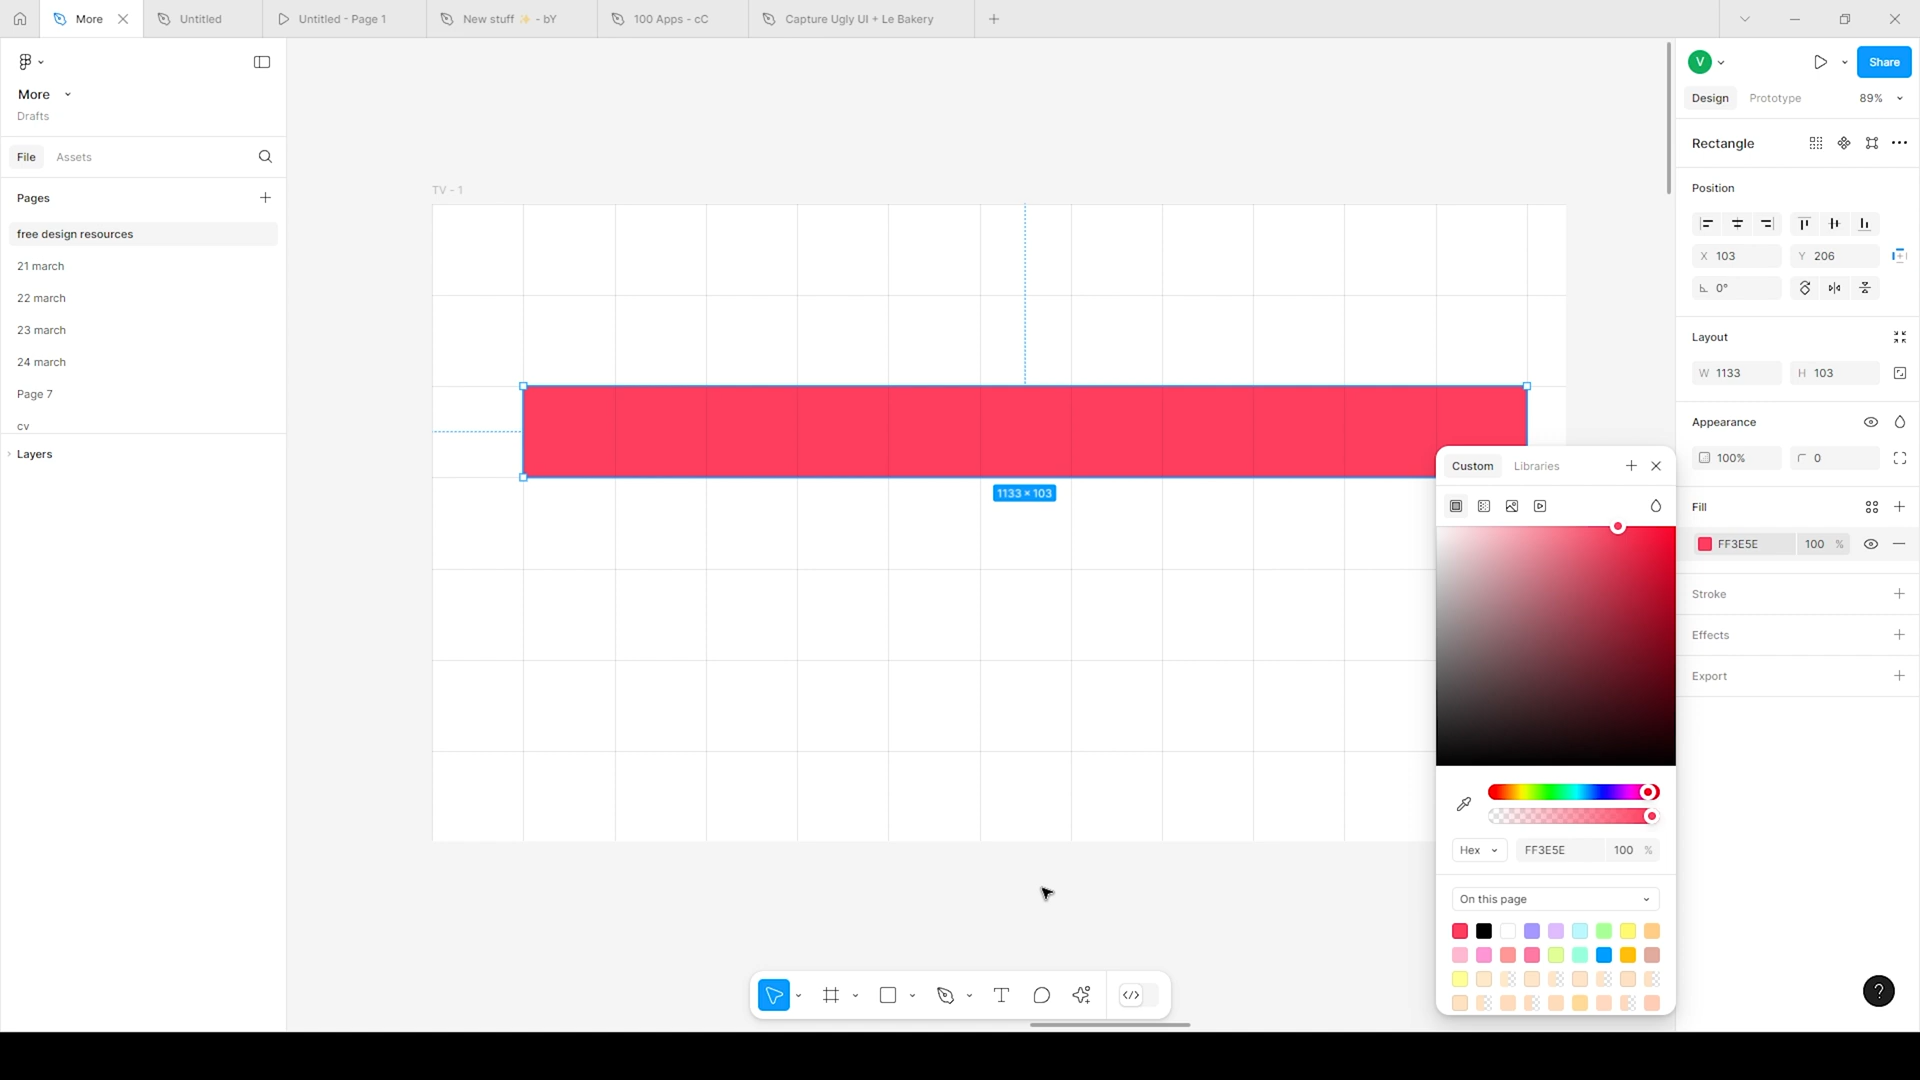 More
Untitled
Untitled - Page 1
New stuff ✨ - bY
100 Apps - cC
Capture Ugly UI + Le Bakery
More
Drafts
File
Assets
Pages
free design resources
21 march
22 march
23 march
24 march
Page 7
cv
Layers
TV - 1
1133 × 103
Custom
Libraries
Hex
FF3E5E
100 %
On this page
V
Share
Design
Prototype
89%
Rectangle
Position
X 103
Y 206
0°
Layout
W 1133
H 103
Appearance
100%
0
Fill
FF3E5E
100 %
Stroke
Effects
Export
?